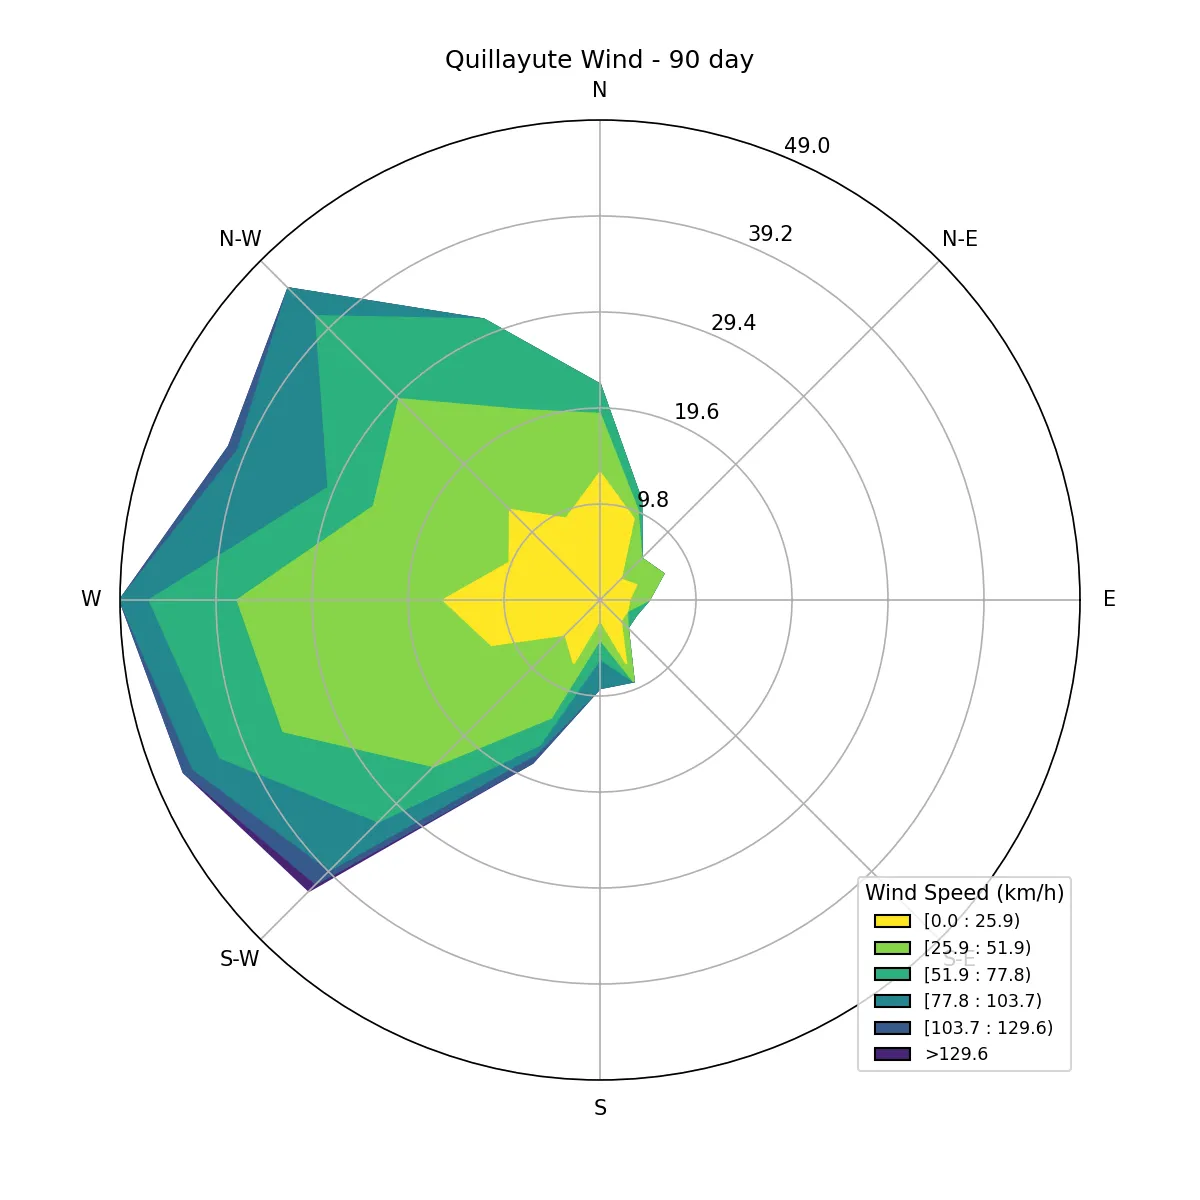 Quillayute Wind - 90 day
N
49.0
39.2
N-W
N-E
29.4
19.6
9.8
W
E
Wind Speed (km/h)
[0.0 : 25.9)
[25.9 : 51.9)
S-W
S-E
[51.9 : 77.8)
[77.8 : 103.7)
[103.7 : 129.6)
>129.6
S